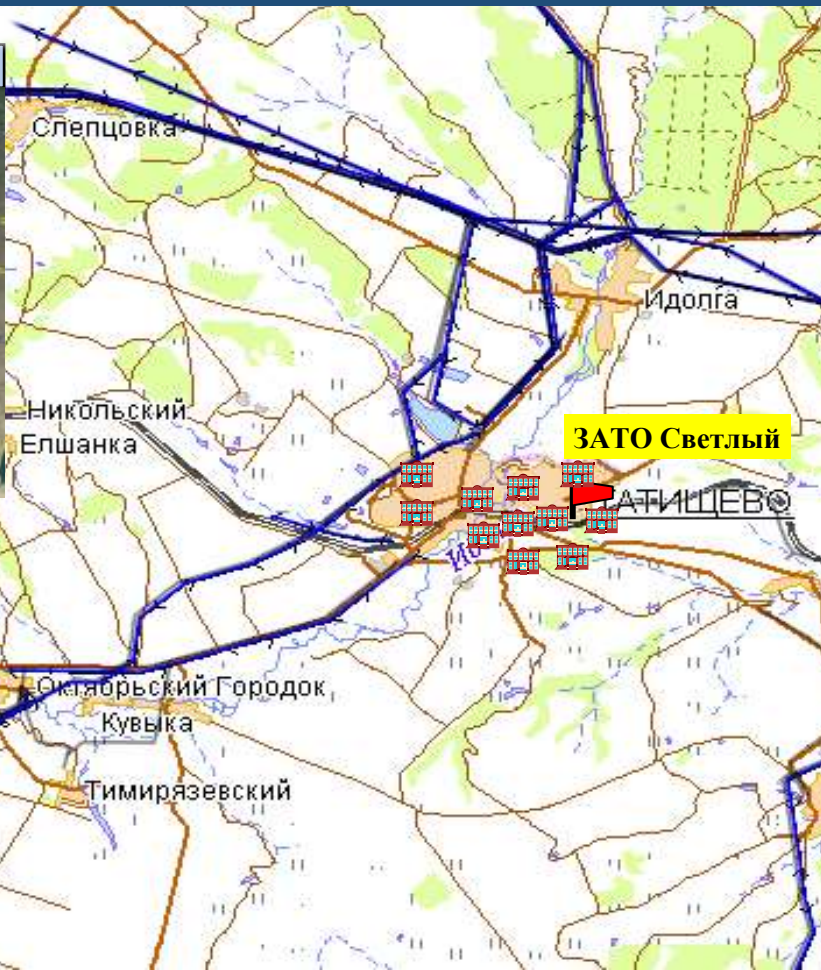 Слепцовка
Идолга
Никольский
Елшанка
ЗАТО Светлый
АТИЩЕВО
Октябрьский Городок
Кувыка
Тимирязевский